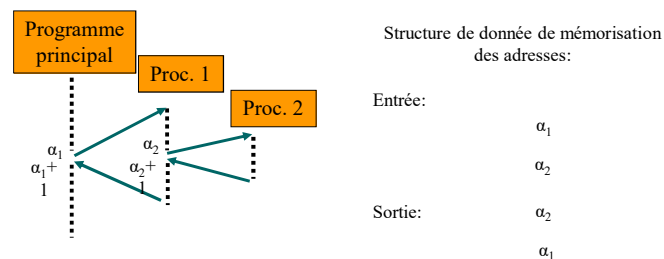 Programme
principal
Proc. 1
Proc. 2
α₁
α₁+
1
α₂
α₂+
1
Structure de donnée de mémorisation
des adresses:
Entrée:
α₁
α₂
Sortie:
α₂
α₁